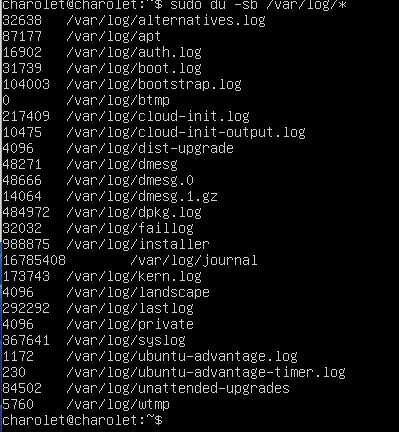 charolet@charolet:~$ sudo du -sb /var/log/*
32638 /var/log/alternatives.log
87177 /var/log/apt
16902 /var/log/auth.log
31739 /var/log/boot.log
104003 /var/log/bootstrap.log
0 /var/log/btmp
217409 /var/log/cloud-init.log
10475 /var/log/cloud-init-output.log
4096 /var/log/dist-upgrade
48271 /var/log/dmesg
48666 /var/log/dmesg.0
14064 /var/log/dmesg.1.gz
484972 /var/log/dpkg.log
32032 /var/log/faillog
988875 /var/log/installer
16785408 /var/log/journal
173743 /var/log/kern.log
4096 /var/log/landscape
292292 /var/log/lastlog
4096 /var/log/private
367641 /var/log/syslog
1172 /var/log/ubuntu-advantage.log
230 /var/log/ubuntu-advantage-timer.log
84502 /var/log/unattended-upgrades
5760 /var/log/wtmp
charolet@charolet:~$